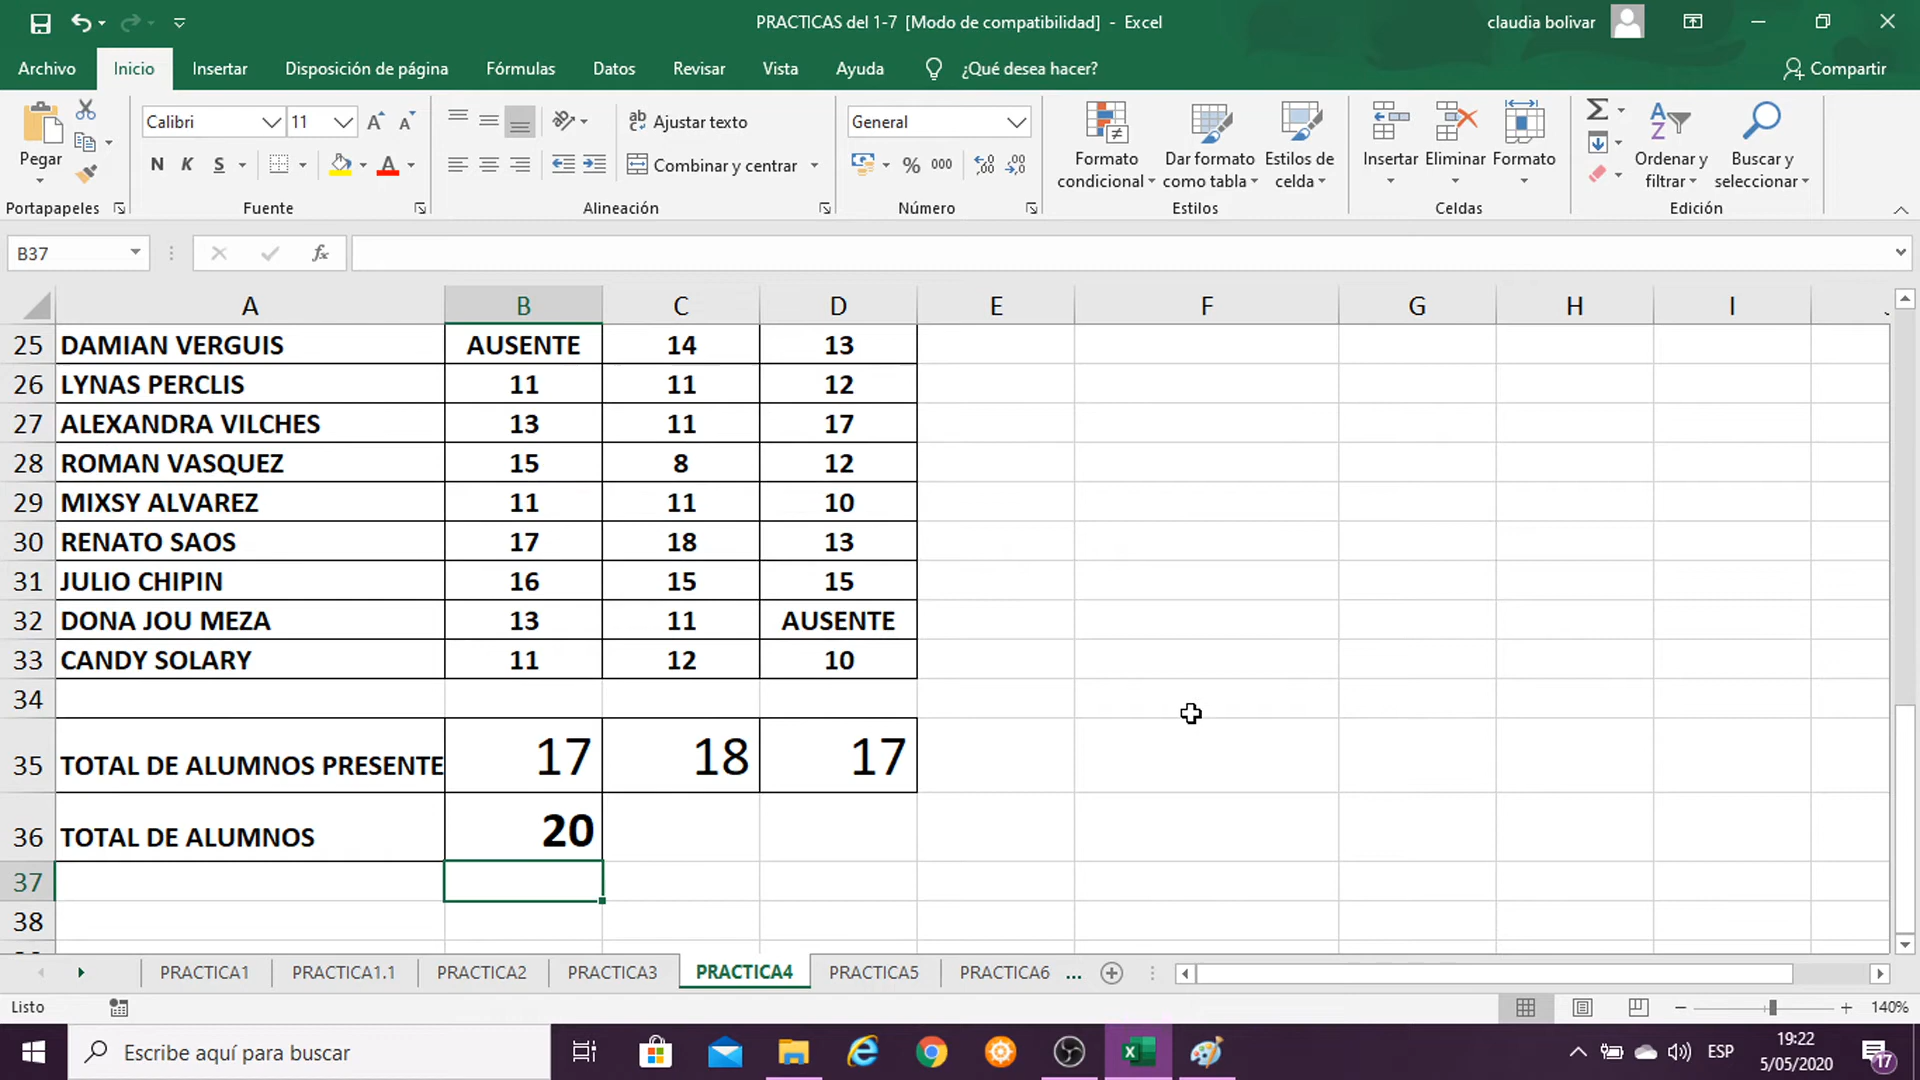 PRACTICAS del 1-7 [Modo de compatibilidad] - Excel
claudia bolivar
Archivo Inicio Insertar Disposición de página Fórmulas Datos Revisar Vista Ayuda ¿Qué desea hacer? Compartir
Pegar
Portapapeles
Calibri 11
N K S A
Fuente
Ajustar texto
Combinar y centrar
Alineación
General
% 000
Número
Formato condicional
Dar formato como tabla
Estilos de celda
Estilos
Insertar Eliminar Formato
Celdas
Ordenar y filtrar
Buscar y seleccionar
Edición
B37 fx
A B C D E F G H I
25 DAMIAN VERGUIS AUSENTE 14 13
26 LYNAS PERCLIS 11 11 12
27 ALEXANDRA VILCHES 13 11 17
28 ROMAN VASQUEZ 15 8 12
29 MIXSY ALVAREZ 11 11 10
30 RENATO SAOS 17 18 13
31 JULIO CHIPIN 16 15 15
32 DONA JOU MEZA 13 11 AUSENTE
33 CANDY SOLARY 11 12 10
34
35 TOTAL DE ALUMNOS PRESENTE 17 18 17
36 TOTAL DE ALUMNOS 20
37
38
PRACTICA1 PRACTICA1.1 PRACTICA2 PRACTICA3 PRACTICA4 PRACTICA5 PRACTICA6 ...
Listo 140%
Escribe aquí para buscar
ESP
19:22
5/05/2020
17